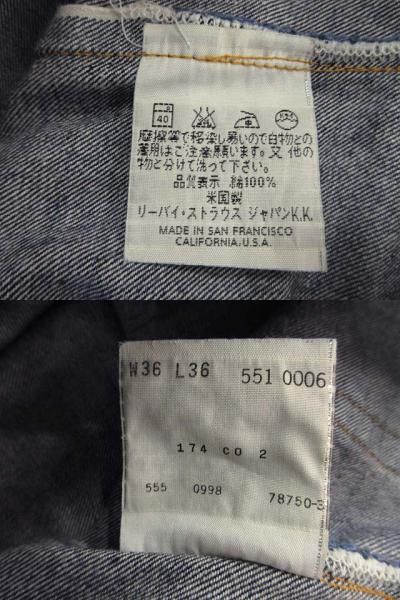 40
摩擦等で移染し易いので白物との
着用はご注意願います。又、他の
物と分けて洗って下さい。
品質表示 綿100%
米国製
リーバイ・ストラウス ジャパンK.K.
MADE IN SAN FRANCISCO
CALIFORNIA.U.S.A.
W36 L36 551 0006
174 CO 2
555 0998 78750-3